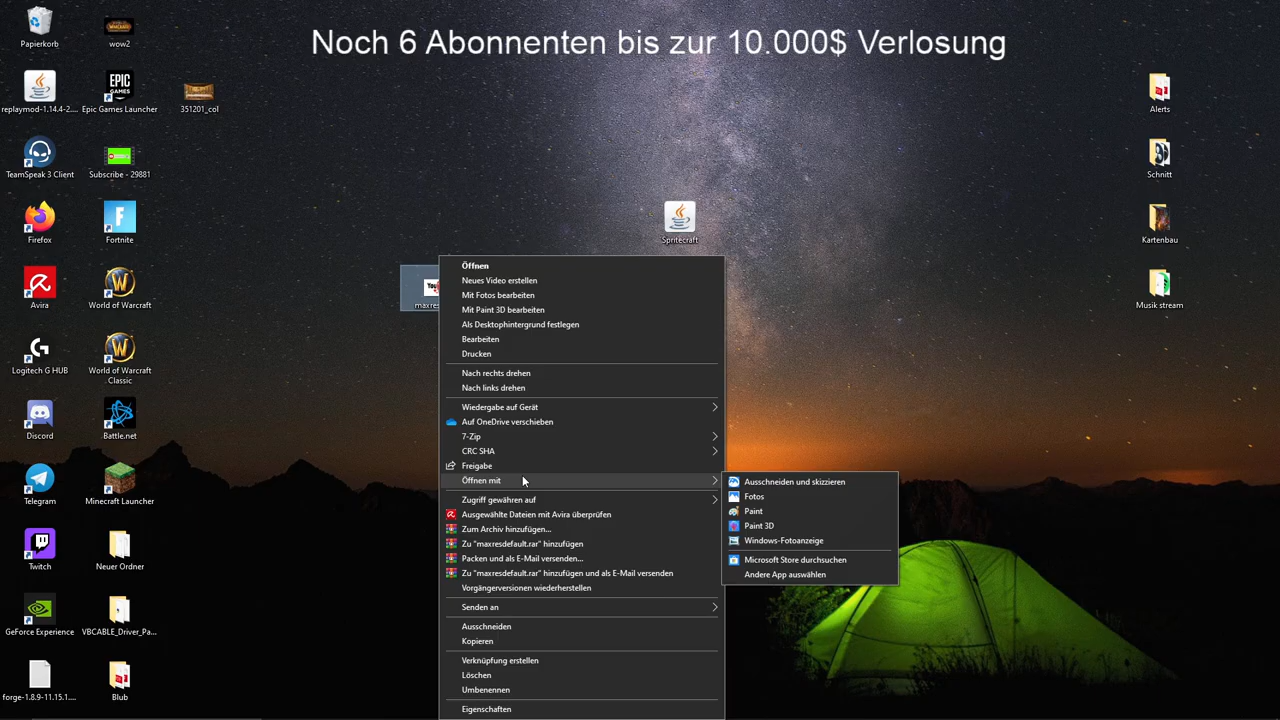 Noch 6 Abonnenten bis zur 10.000$ Verlosung
Papierkorb
wow2
replaymod-1.14.4-2....
Epic Games Launcher
351201_col
TeamSpeak 3 Client
Subscribe - 29881
Firefox
Fortnite
Avira
World of Warcraft
Logitech G HUB
World of Warcraft
Classic
Discord
Battle.net
Telegram
Minecraft Launcher
Twitch
Neuer Ordner
GeForce Experience
VBCABLE_Driver_Pa...
forge-1.8.9-11.15.1....
Blub
Spritecraft
maxres
Alerts
Schnitt
Kartenbau
Musik stream
Öffnen
Neues Video erstellen
Mit Fotos bearbeiten
Mit Paint 3D bearbeiten
Als Desktophintergrund festlegen
Bearbeiten
Drucken
Nach rechts drehen
Nach links drehen
Wiedergabe auf Gerät
Auf OneDrive verschieben
7-Zip
CRC SHA
Freigabe
Öffnen mit
Zugriff gewähren auf
Ausgewählte Dateien mit Avira überprüfen
Zum Archiv hinzufügen...
Zu "maxresdefault.rar" hinzufügen
Packen und als E-Mail versenden...
Zu "maxresdefault.rar" hinzufügen und als E-Mail versenden
Vorgängerversionen wiederherstellen
Senden an
Ausschneiden
Kopieren
Verknüpfung erstellen
Löschen
Umbenennen
Eigenschaften
Ausschneiden und skizzieren
Fotos
Paint
Paint 3D
Windows-Fotoanzeige
Microsoft Store durchsuchen
Andere App auswählen